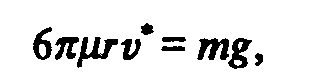 6πμrv* = mg,